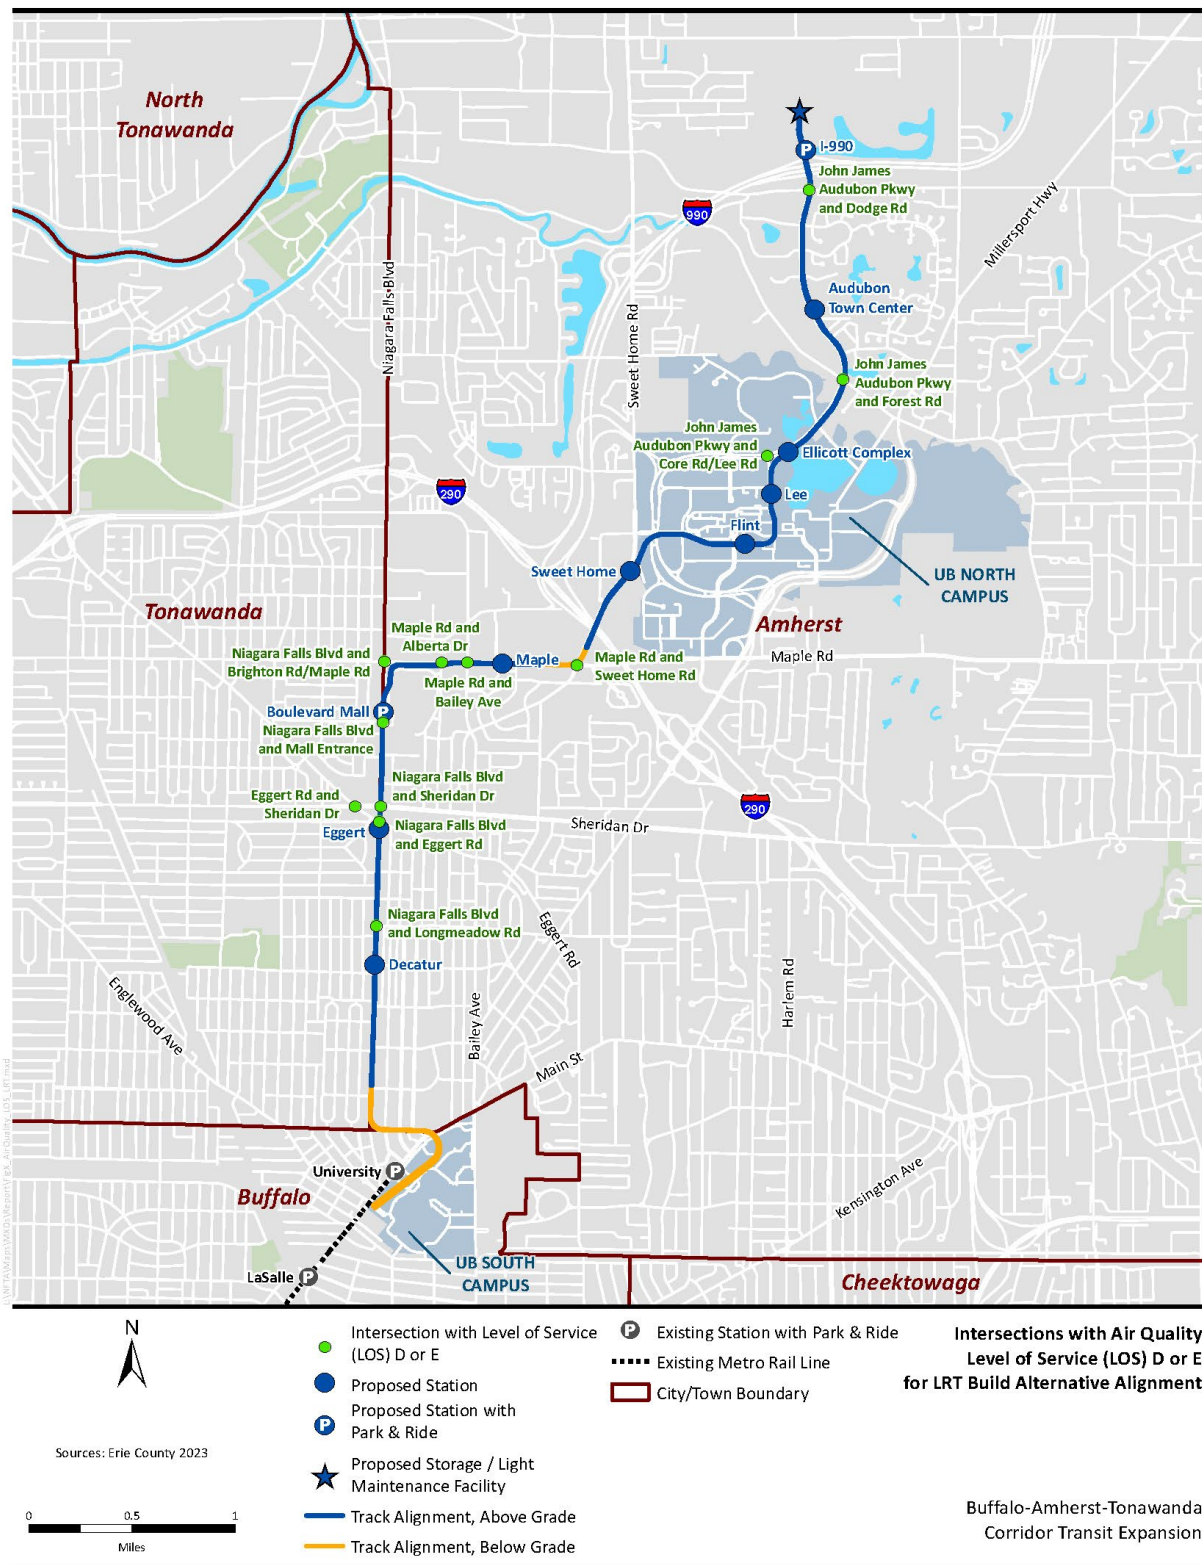 North
Tonawanda
I-990
P
John James
Audubon Pkwy
and Dodge Rd
990
Millersport Hwy
Niagara Falls Blvd
Sweet Home Rd
Audubon
Town Center
John James
Audubon Pkwy
and Forest Rd
John James
Audubon Pkwy and
Core Rd/Lee Rd
Ellicott Complex
290
Lee
Flint
Sweet Home
UB NORTH
CAMPUS
Tonawanda
Amherst
Maple Rd and
Alberta Dr
Niagara Falls Blvd and
Brighton Rd/Maple Rd
Maple
Maple Rd and
Sweet Home Rd
Maple Rd
Maple Rd and
Bailey Ave
Boulevard Mall
P
Niagara Falls Blvd
and Mall Entrance
Niagara Falls Blvd
and Sheridan Dr
Eggert Rd and
Sheridan Dr
290
Eggert
Niagara Falls Blvd
and Eggert Rd
Sheridan Dr
Niagara Falls Blvd
and Longmeadow Rd
Eggert Rd
Decatur
Harlem Rd
Englewood Ave
Bailey Ave
Main St
University
P
Buffalo
Kensington Ave
UB SOUTH
CAMPUS
LaSalle
P
Cheektowaga
N
Sources: Erie County 2023
0 0.5 1
Miles
Intersection with Level of Service
(LOS) D or E
Proposed Station
P
Proposed Station with
Park & Ride
Proposed Storage / Light
Maintenance Facility
Track Alignment, Above Grade
Track Alignment, Below Grade
P
Existing Station with Park & Ride
Existing Metro Rail Line
City/Town Boundary
Intersections with Air Quality
Level of Service (LOS) D or E
for LRT Build Alternative Alignment
Buffalo-Amherst-Tonawanda
Corridor Transit Expansion